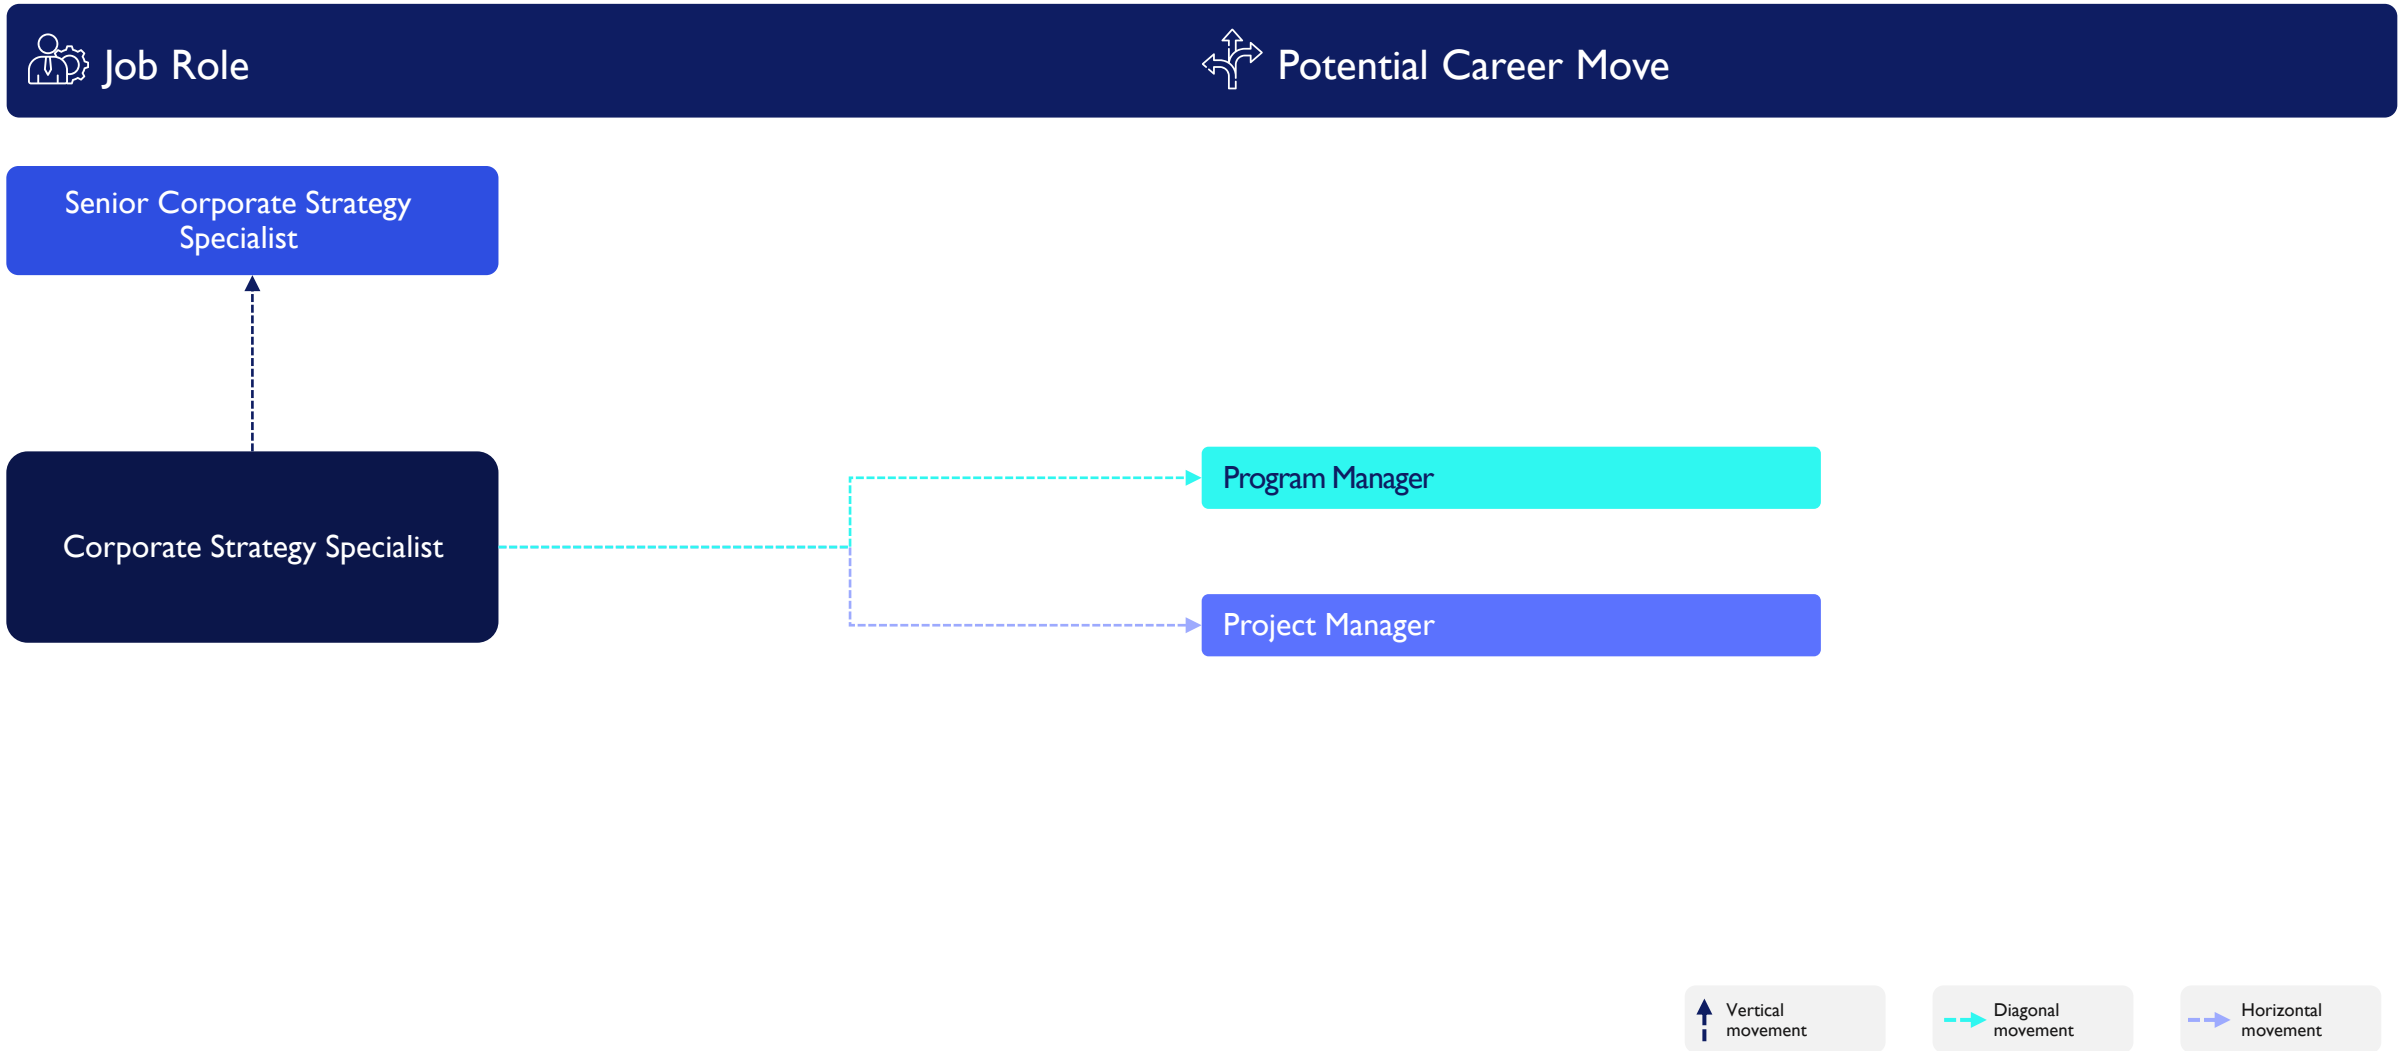 Job Role
Potential Career Move
Senior Corporate Strategy
Specialist
Corporate Strategy Specialist
Program Manager
Project Manager
Vertical
movement
Diagonal
movement
Horizontal
movement